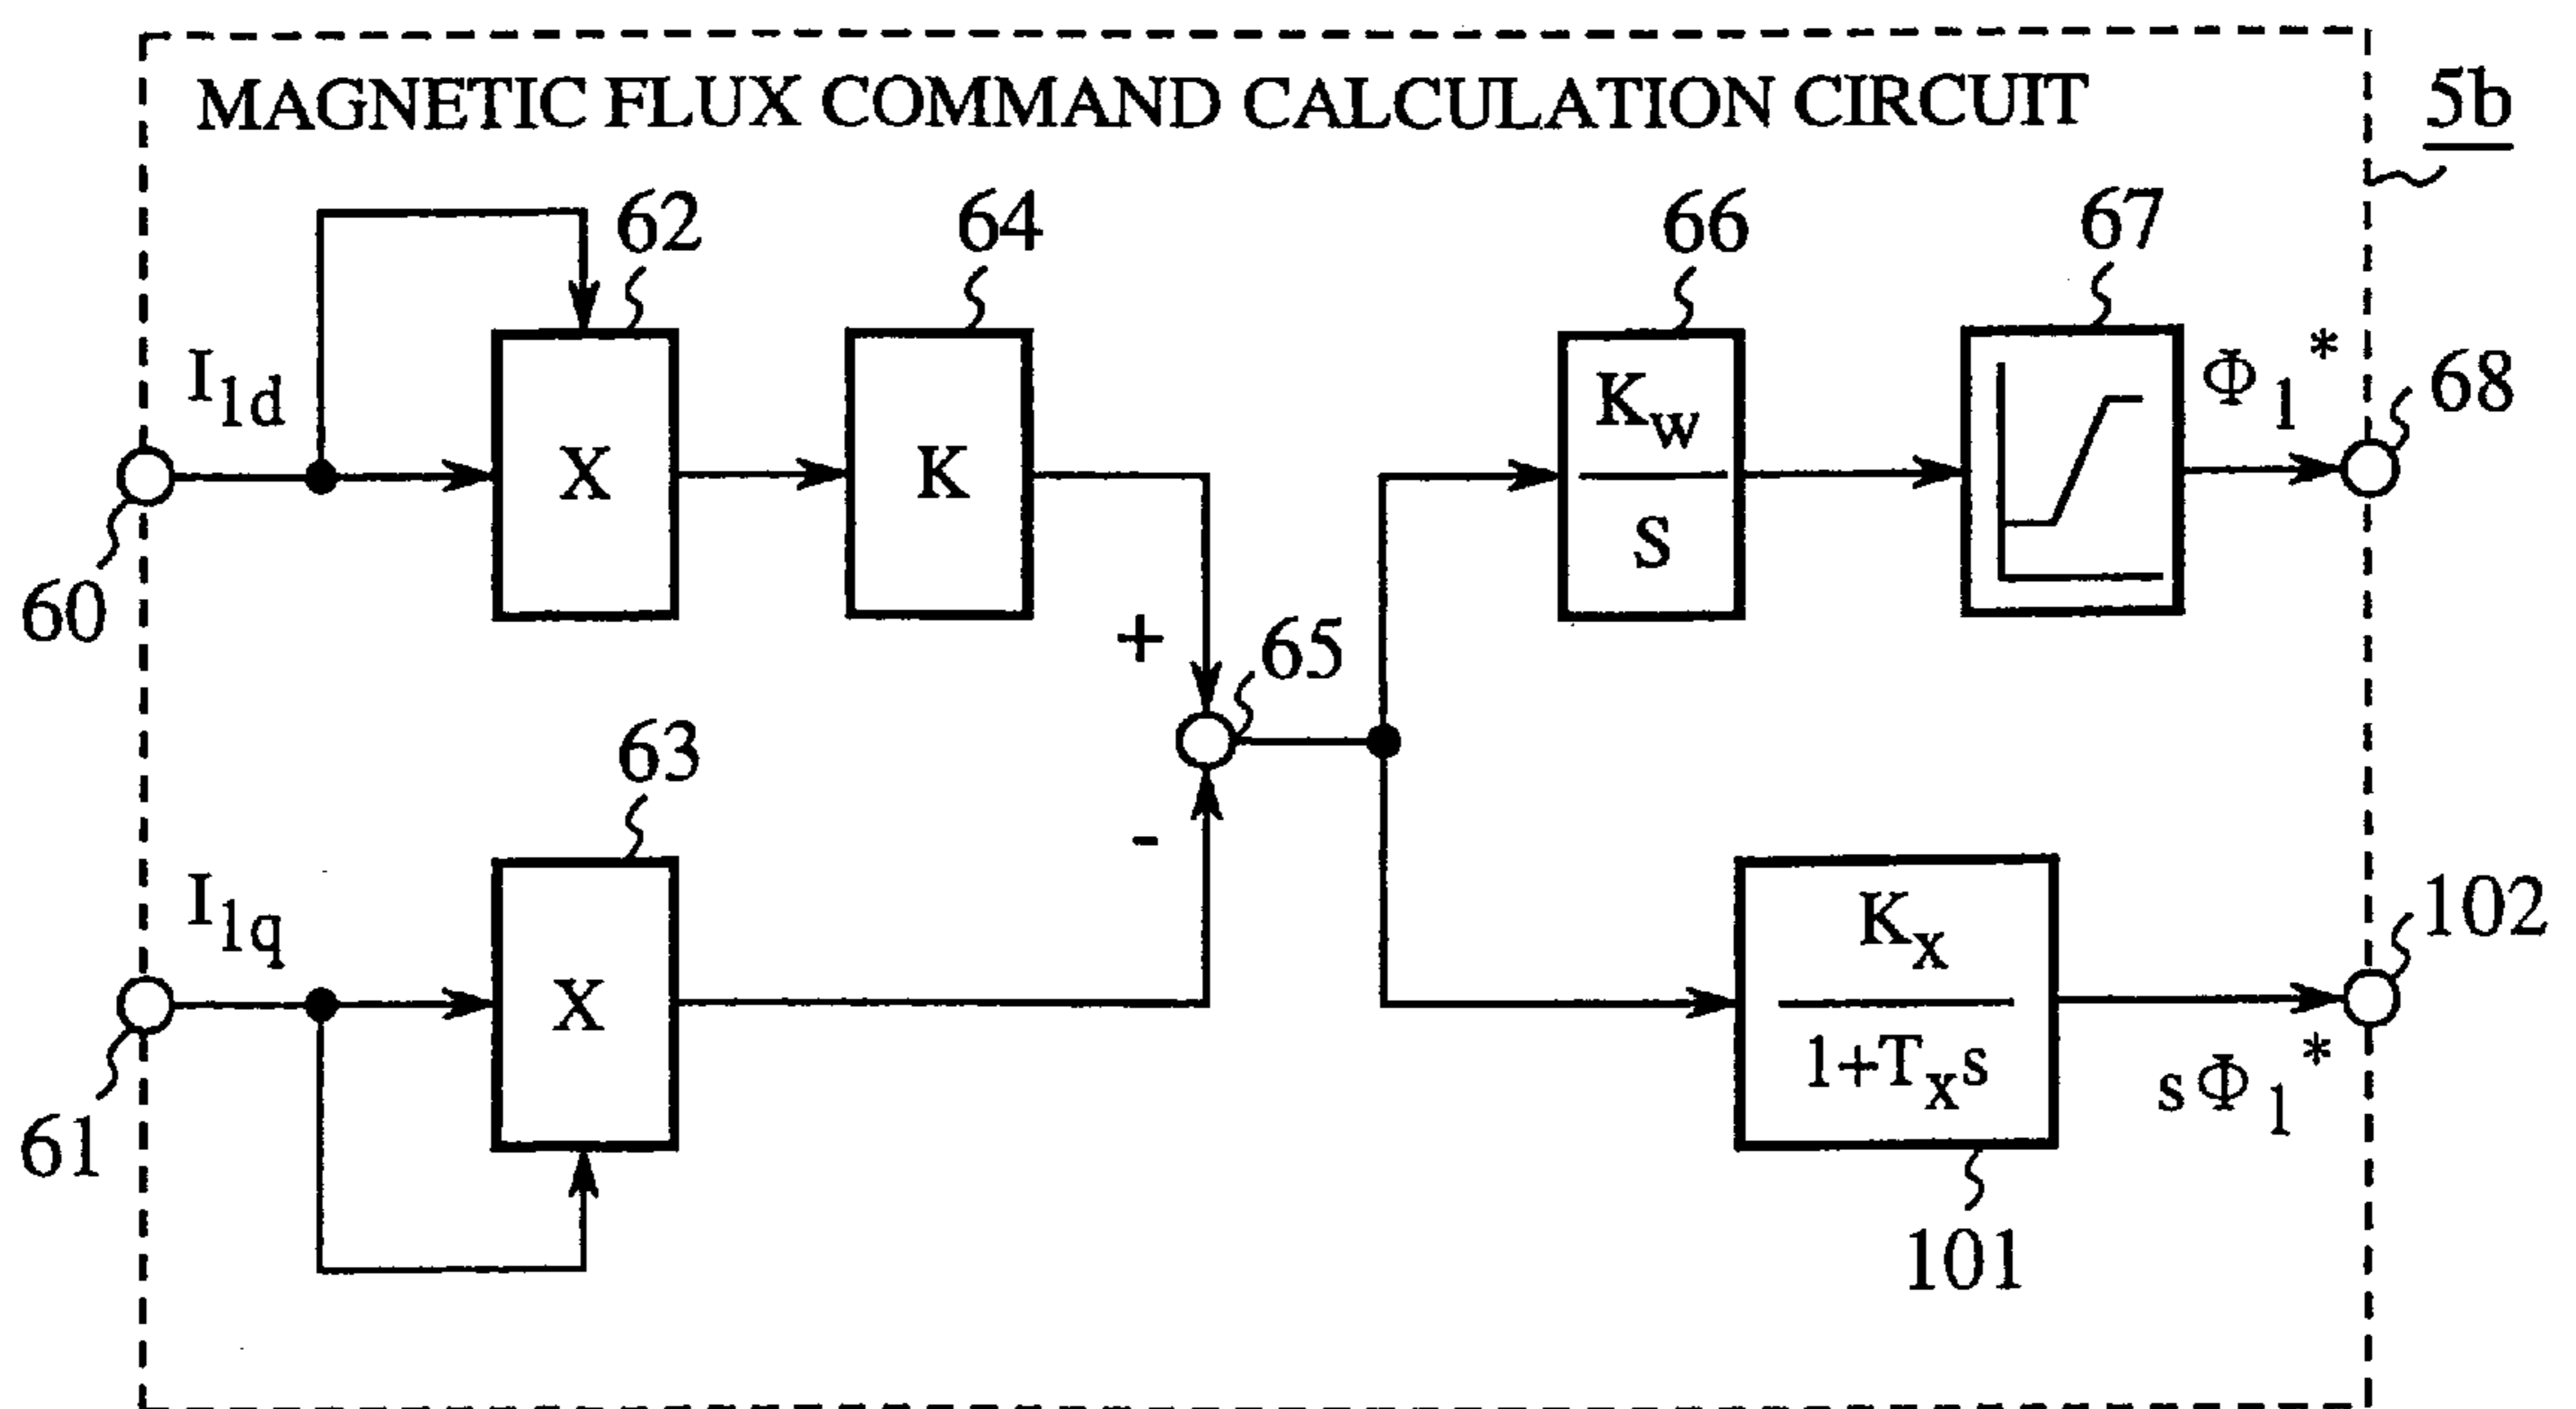 MAGNETIC FLUX COMMAND CALCULATION CIRCUIT
5b
62
64
66
67
I1d
X
K
Kw
S
Φ1*
68
60
+
65
63
-
I1q
X
Kx
1+Txs
102
sΦ1*
61
101